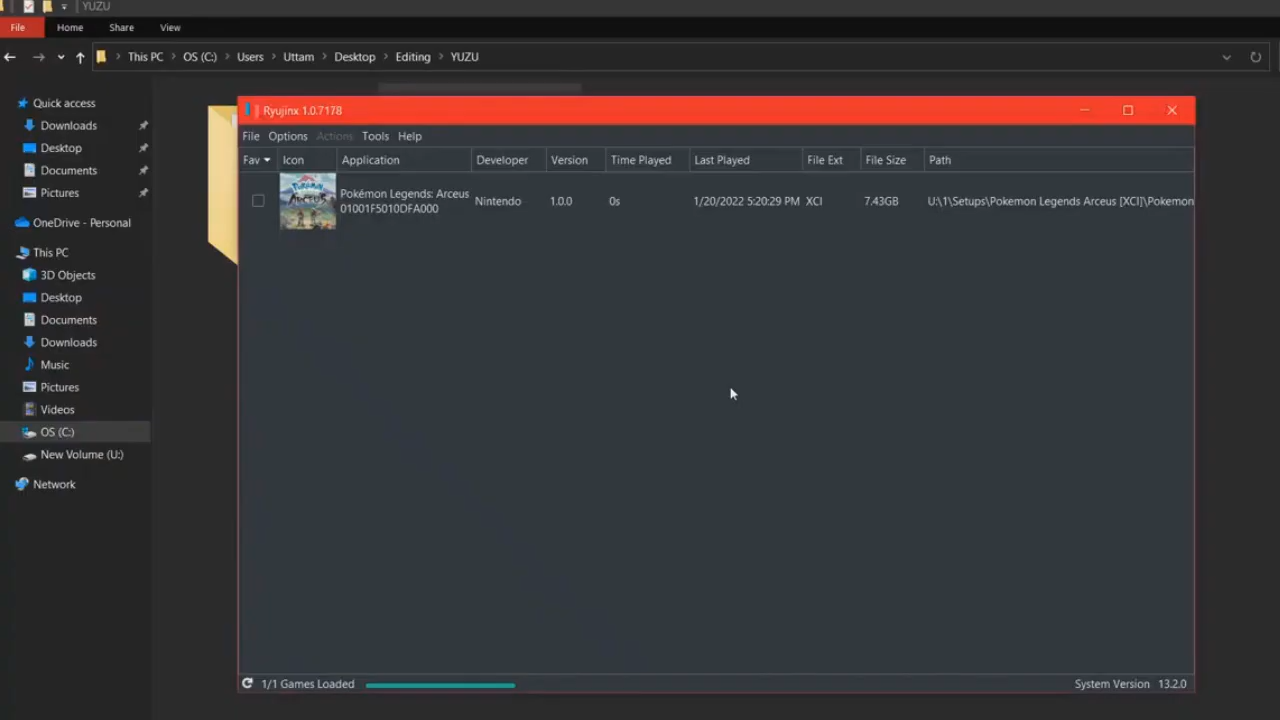 YUZU
File Home Share View
This PC OS (C:) Users Uttam Desktop Editing YUZU
Quick access
Downloads
Desktop
Documents
Pictures
OneDrive - Personal
This PC
3D Objects
Desktop
Documents
Downloads
Music
Pictures
Videos
OS (C:)
New Volume (U:)
Network
Ryujinx 1.0.7178
File Options Actions Tools Help
Fav Icon Application Developer Version Time Played Last Played File Ext File Size Path
Pokémon Legends: Arceus
01001F5010DFA000
Nintendo 1.0.0 0s 1/20/2022 5:20:29 PM XCI 7.43GB U:\1\Setups\Pokemon Legends Arceus [XCI]\Pokemon
1/1 Games Loaded
System Version 13.2.0